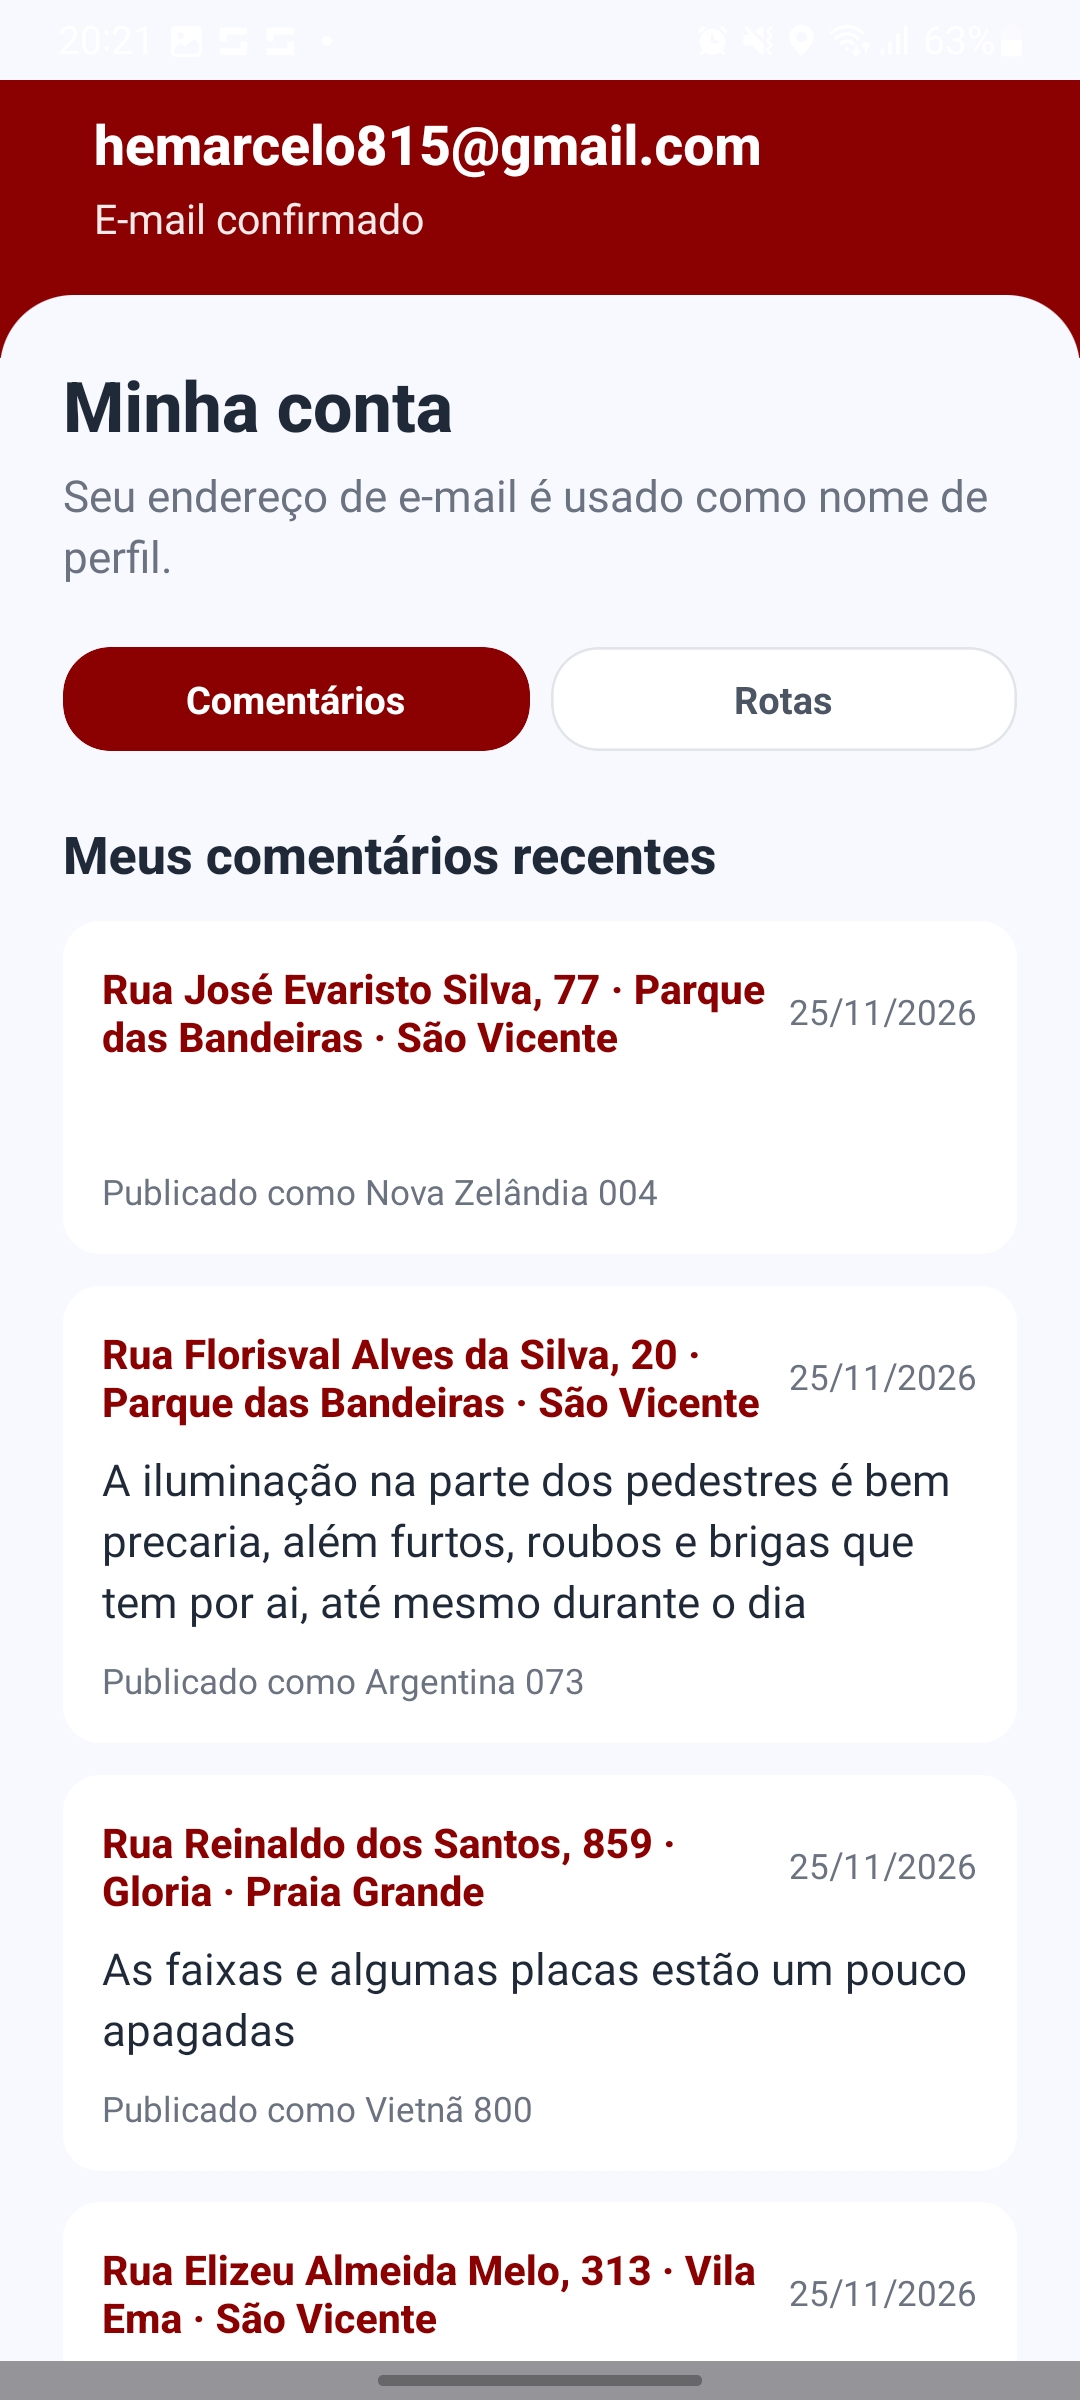 20:21 63%
hemarcelo815@gmail.com
E-mail confirmado
Minha conta
Seu endereço de e-mail é usado como nome de
perfil.
Comentários Rotas
Meus comentários recentes
Rua José Evaristo Silva, 77 · Parque
das Bandeiras · São Vicente
25/11/2026
Publicado como Nova Zelândia 004
Rua Florisval Alves da Silva, 20 ·
Parque das Bandeiras · São Vicente
25/11/2026
A iluminação na parte dos pedestres é bem
precaria, além furtos, roubos e brigas que
tem por ai, até mesmo durante o dia
Publicado como Argentina 073
Rua Reinaldo dos Santos, 859 ·
Gloria · Praia Grande
25/11/2026
As faixas e algumas placas estão um pouco
apagadas
Publicado como Vietnã 800
Rua Elizeu Almeida Melo, 313 · Vila
Ema · São Vicente
25/11/2026